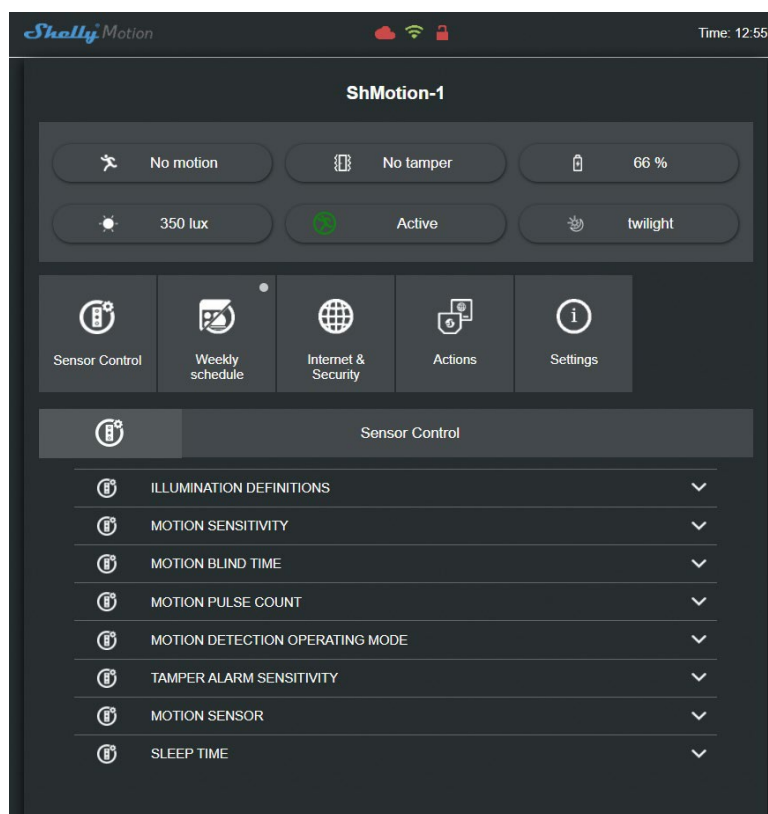 Shelly Motion
Time: 12:55
ShMotion-1
No motion
No tamper
66 %
350 lux
Active
twilight
Sensor Control
Weekly
schedule
Internet &
Security
Actions
Settings
Sensor Control
ILLUMINATION DEFINITIONS
MOTION SENSITIVITY
MOTION BLIND TIME
MOTION PULSE COUNT
MOTION DETECTION OPERATING MODE
TAMPER ALARM SENSITIVITY
MOTION SENSOR
SLEEP TIME